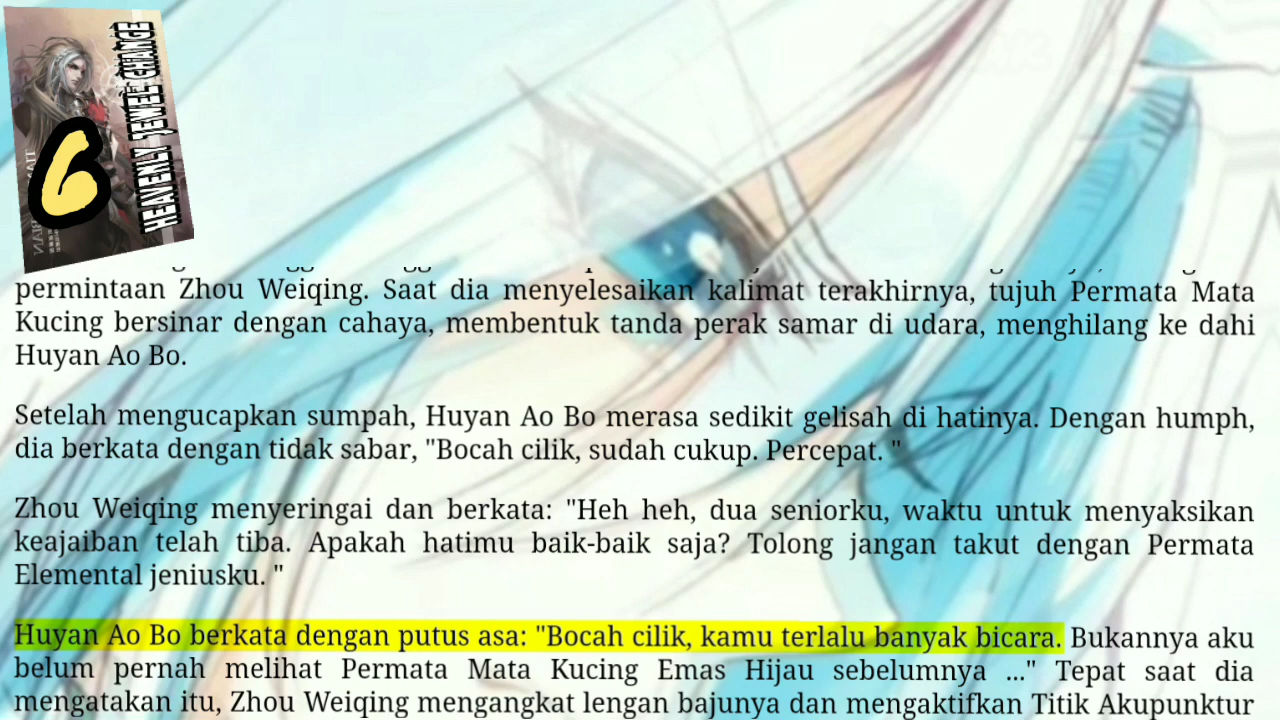 HEAVENLY JEWEL CHANGE
6
permintaan Zhou Weiqing. Saat dia menyelesaikan kalimat terakhirnya, tujuh Permata Mata
Kucing bersinar dengan cahaya, membentuk tanda perak samar di udara, menghilang ke dahi
Huyan Ao Bo.
Setelah mengucapkan sumpah, Huyan Ao Bo merasa sedikit gelisah di hatinya. Dengan humph,
dia berkata dengan tidak sabar, "Bocah cilik, sudah cukup. Percepat. "
Zhou Weiqing menyeringai dan berkata: "Heh heh, dua seniorku, waktu untuk menyaksikan
keajaiban telah tiba. Apakah hatimu baik-baik saja? Tolong jangan takut dengan Permata
Elemental jeniusku. "
Huyan Ao Bo berkata dengan putus asa: "Bocah cilik, kamu terlalu banyak bicara. Bukannya aku
belum pernah melihat Permata Mata Kucing Emas Hijau sebelumnya ..." Tepat saat dia
mengatakan itu, Zhou Weiqing mengangkat lengan bajunya dan mengaktifkan Titik Akupunktur